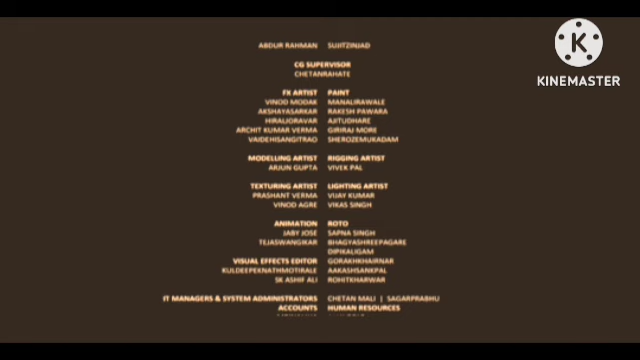 KINEMASTER
ABDUR RAHMAN SUJITZINJAD
CG SUPERVISOR
CHETANRAHATE
FX ARTIST PAINT
VINOD MODAK MANALIRAWALE
AKSHAYASARKAR RAKESH PAWARA
HIRALJORAVAR AJITUDHARE
ARCHIT KUMAR VERMA GIRIRAJ MORE
VAIDEHISANGITRAO SHEROZEMUKADAM
MODELLING ARTIST RIGGING ARTIST
ARJUN GUPTA VIVEK PAL
TEXTURING ARTIST LIGHTING ARTIST
PRASHANT VERMA VIJAY KUMAR
VINOD AGRE VIKAS SINGH
ANIMATION ROTO
JABY JOSE SAPNA SINGH
TEJASWANGIKAR BHAGYASHREEPAGARE
DIPIKALIGAM
VISUAL EFFECTS EDITOR GORAKHKHAIRNAR
KULDEEPEKNATHMOTIRALE AAKASHSANKPAL
SK ASHIF ALI ROHITKHARWAR
IT MANAGERS & SYSTEM ADMINISTRATORS CHETAN MALI | SAGARPRABHU
ACCOUNTS HUMAN RESOURCES